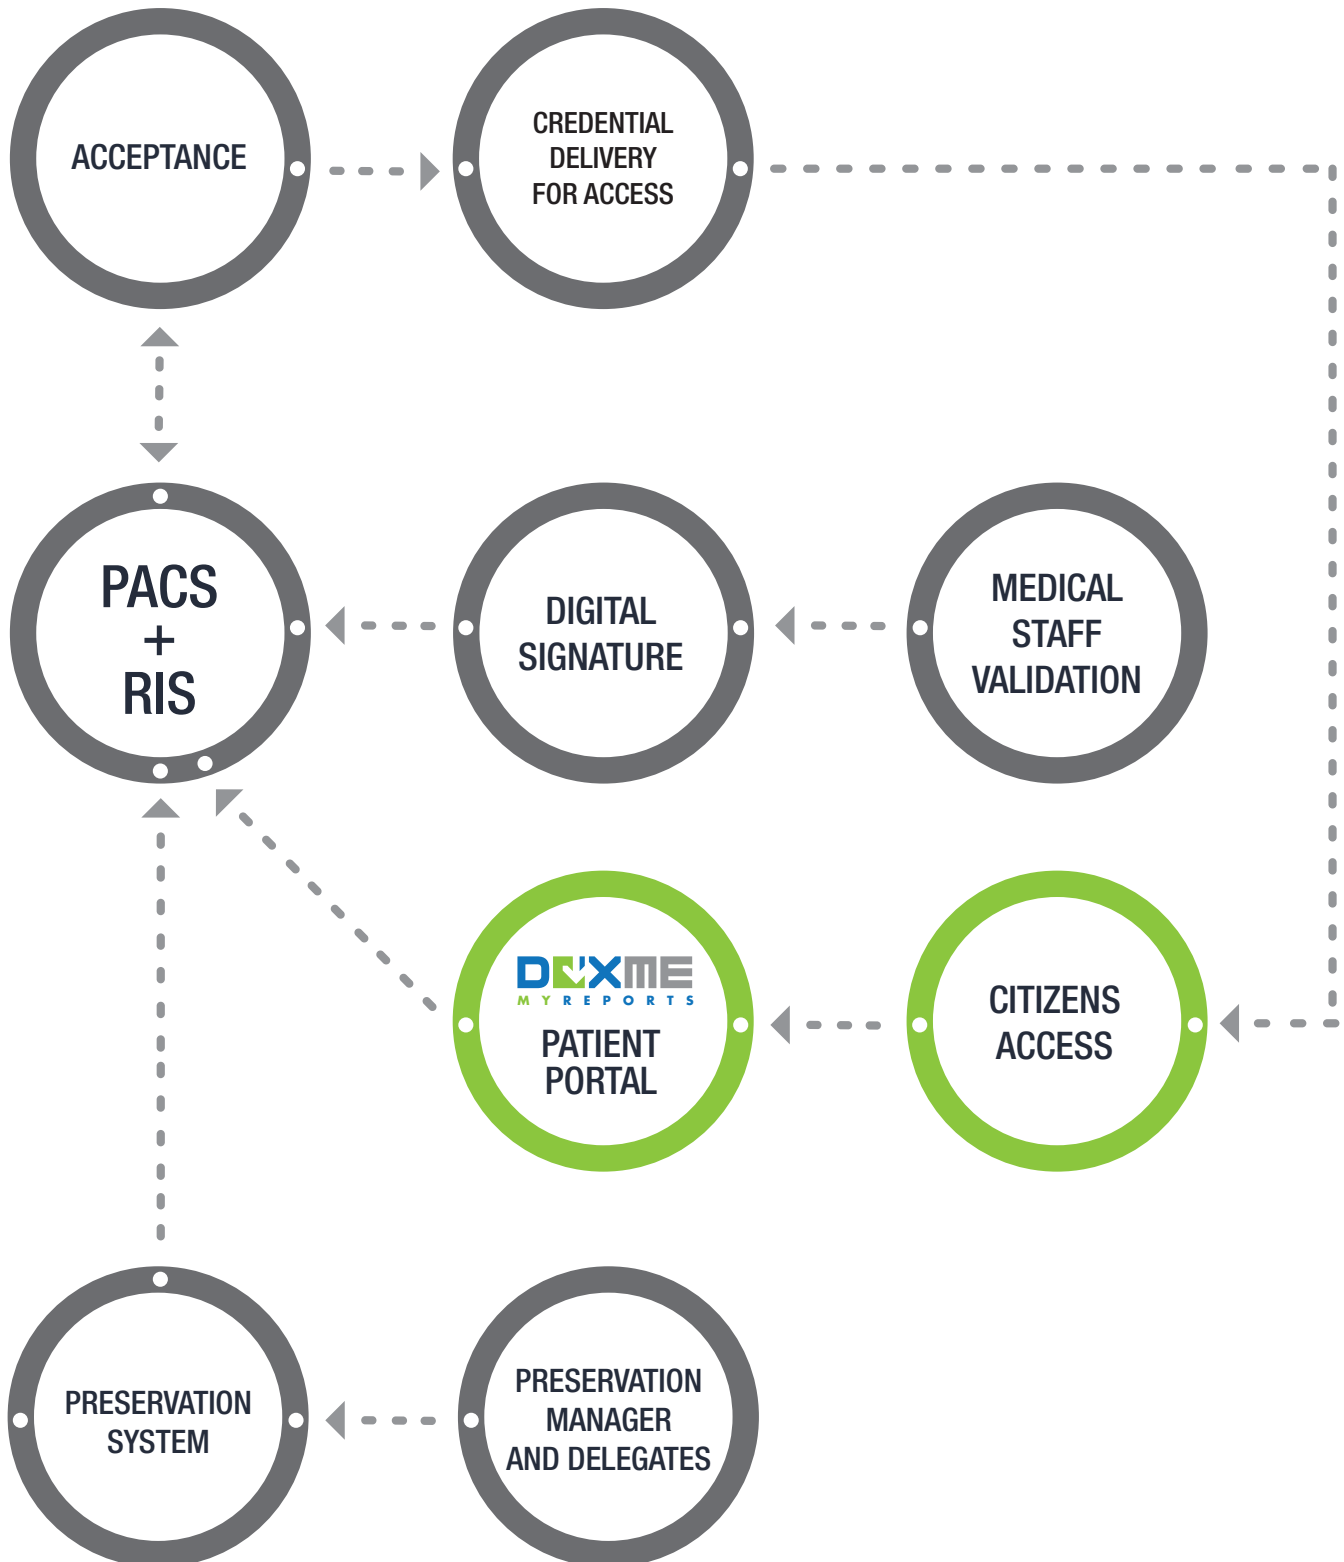 ACCEPTANCE
CREDENTIAL
DELIVERY
FOR ACCESS
PACS
+
RIS
DIGITAL
SIGNATURE
MEDICAL
STAFF
VALIDATION
MYREPORTS
PATIENT
PORTAL
CITIZENS
ACCESS
PRESERVATION
SYSTEM
PRESERVATION
MANAGER
AND DELEGATES